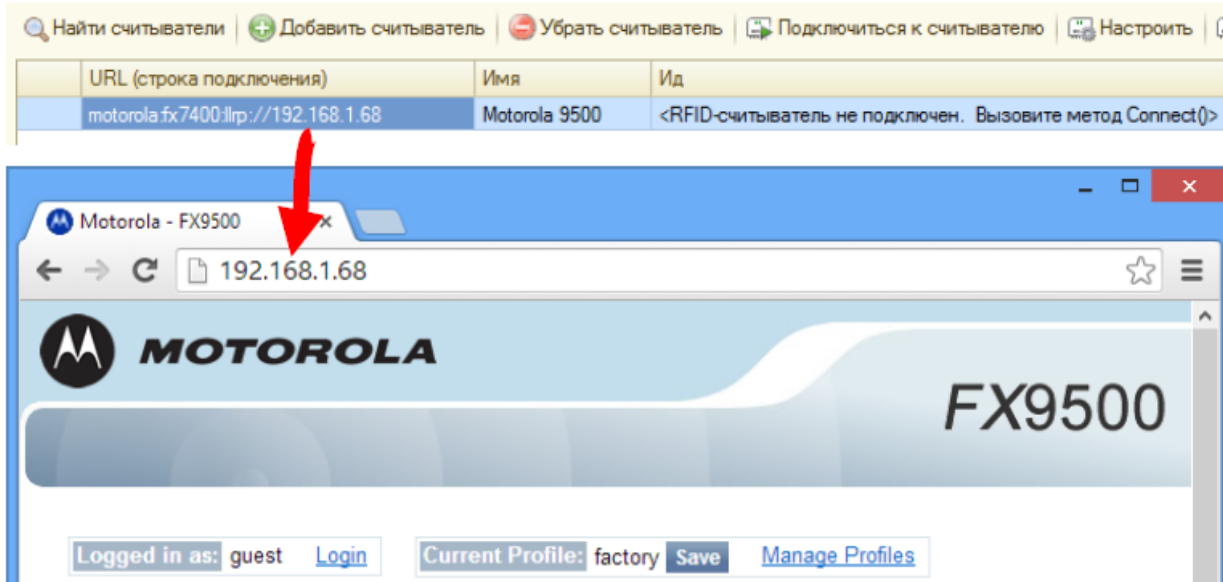 Найти считыватели Добавить считыватель Убрать считыватель Подключиться к считывателю Настроить
URL (строка подключения) Имя Ид
motorola:fx7400:llrp://192.168.1.68 Motorola 9500 <RFID-считыватель не подключен. Вызовите метод Connect()>
Motorola - FX9500
192.168.1.68
MOTOROLA
FX9500
Logged in as: guest Login Current Profile: factory Save Manage Profiles